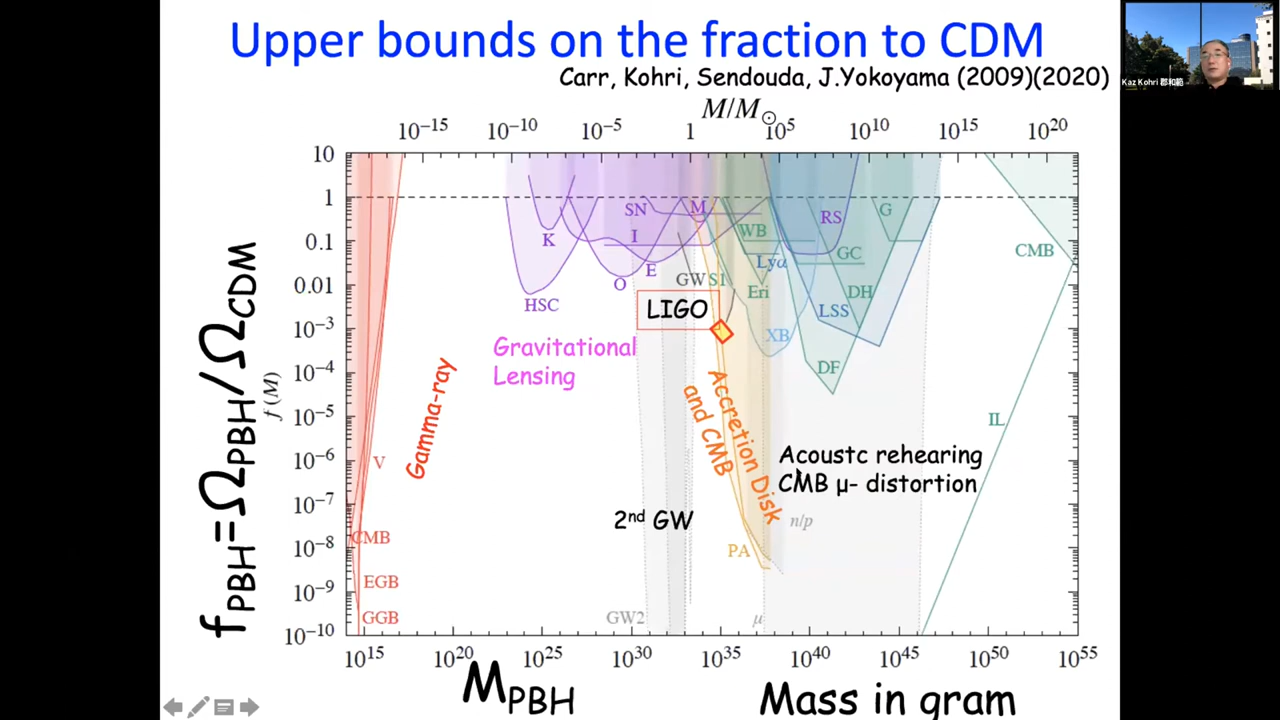 Upper bounds on the fraction to CDM
Carr, Kohri, Sendouda, J.Yokoyama (2009)(2020)
Kaz Kohri 郡和範
M/M☉
10⁻¹⁵ 10⁻¹⁰ 10⁻⁵ 1 10⁵ 10¹⁰ 10¹⁵ 10²⁰
10
1
0.1
0.01
10⁻³
10⁻⁴
10⁻⁵
10⁻⁶
10⁻⁷
10⁻⁸
10⁻⁹
10⁻¹⁰
f_PBH=Ω_PBH/Ω_CDM
f (M)
SN
M
K
I
WB
RS
G
E
O
Lyα
GC
CMB
HSC
GW
S1
Eri
DH
LIGO
LSS
XB
Gravitational
Lensing
DF
Gamma-ray
Accretion Disk
and CMB
IL
V
Acoustc rehearing
CMB μ- distortion
2nd GW
n/p
CMB
PA
EGB
GGB
GW2
μ
10¹⁵ 10²⁰ 10²⁵ 10³⁰ 10³⁵ 10⁴⁰ 10⁴⁵ 10⁵⁰ 10⁵⁵
M_PBH
Mass in gram